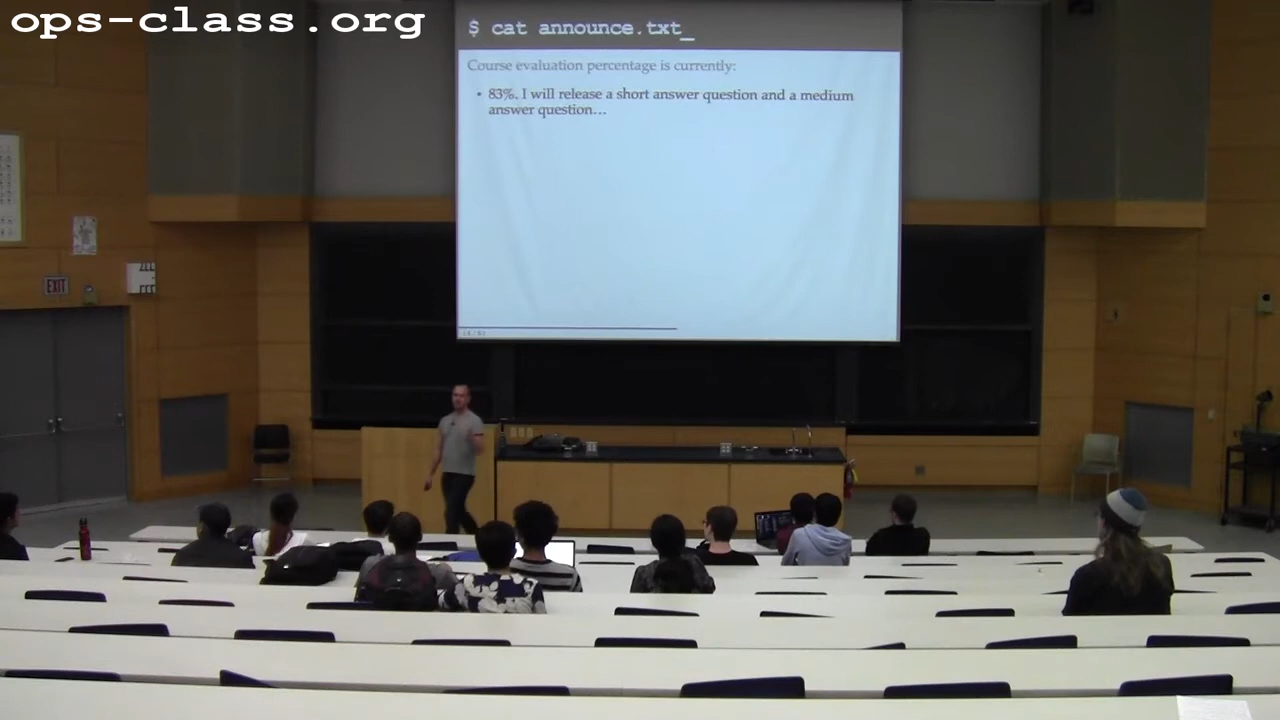 ops-class.org
$ cat announce.txt_
Course evaluation percentage is currently:
• 83%. I will release a short answer question and a medium
answer question…
EXIT